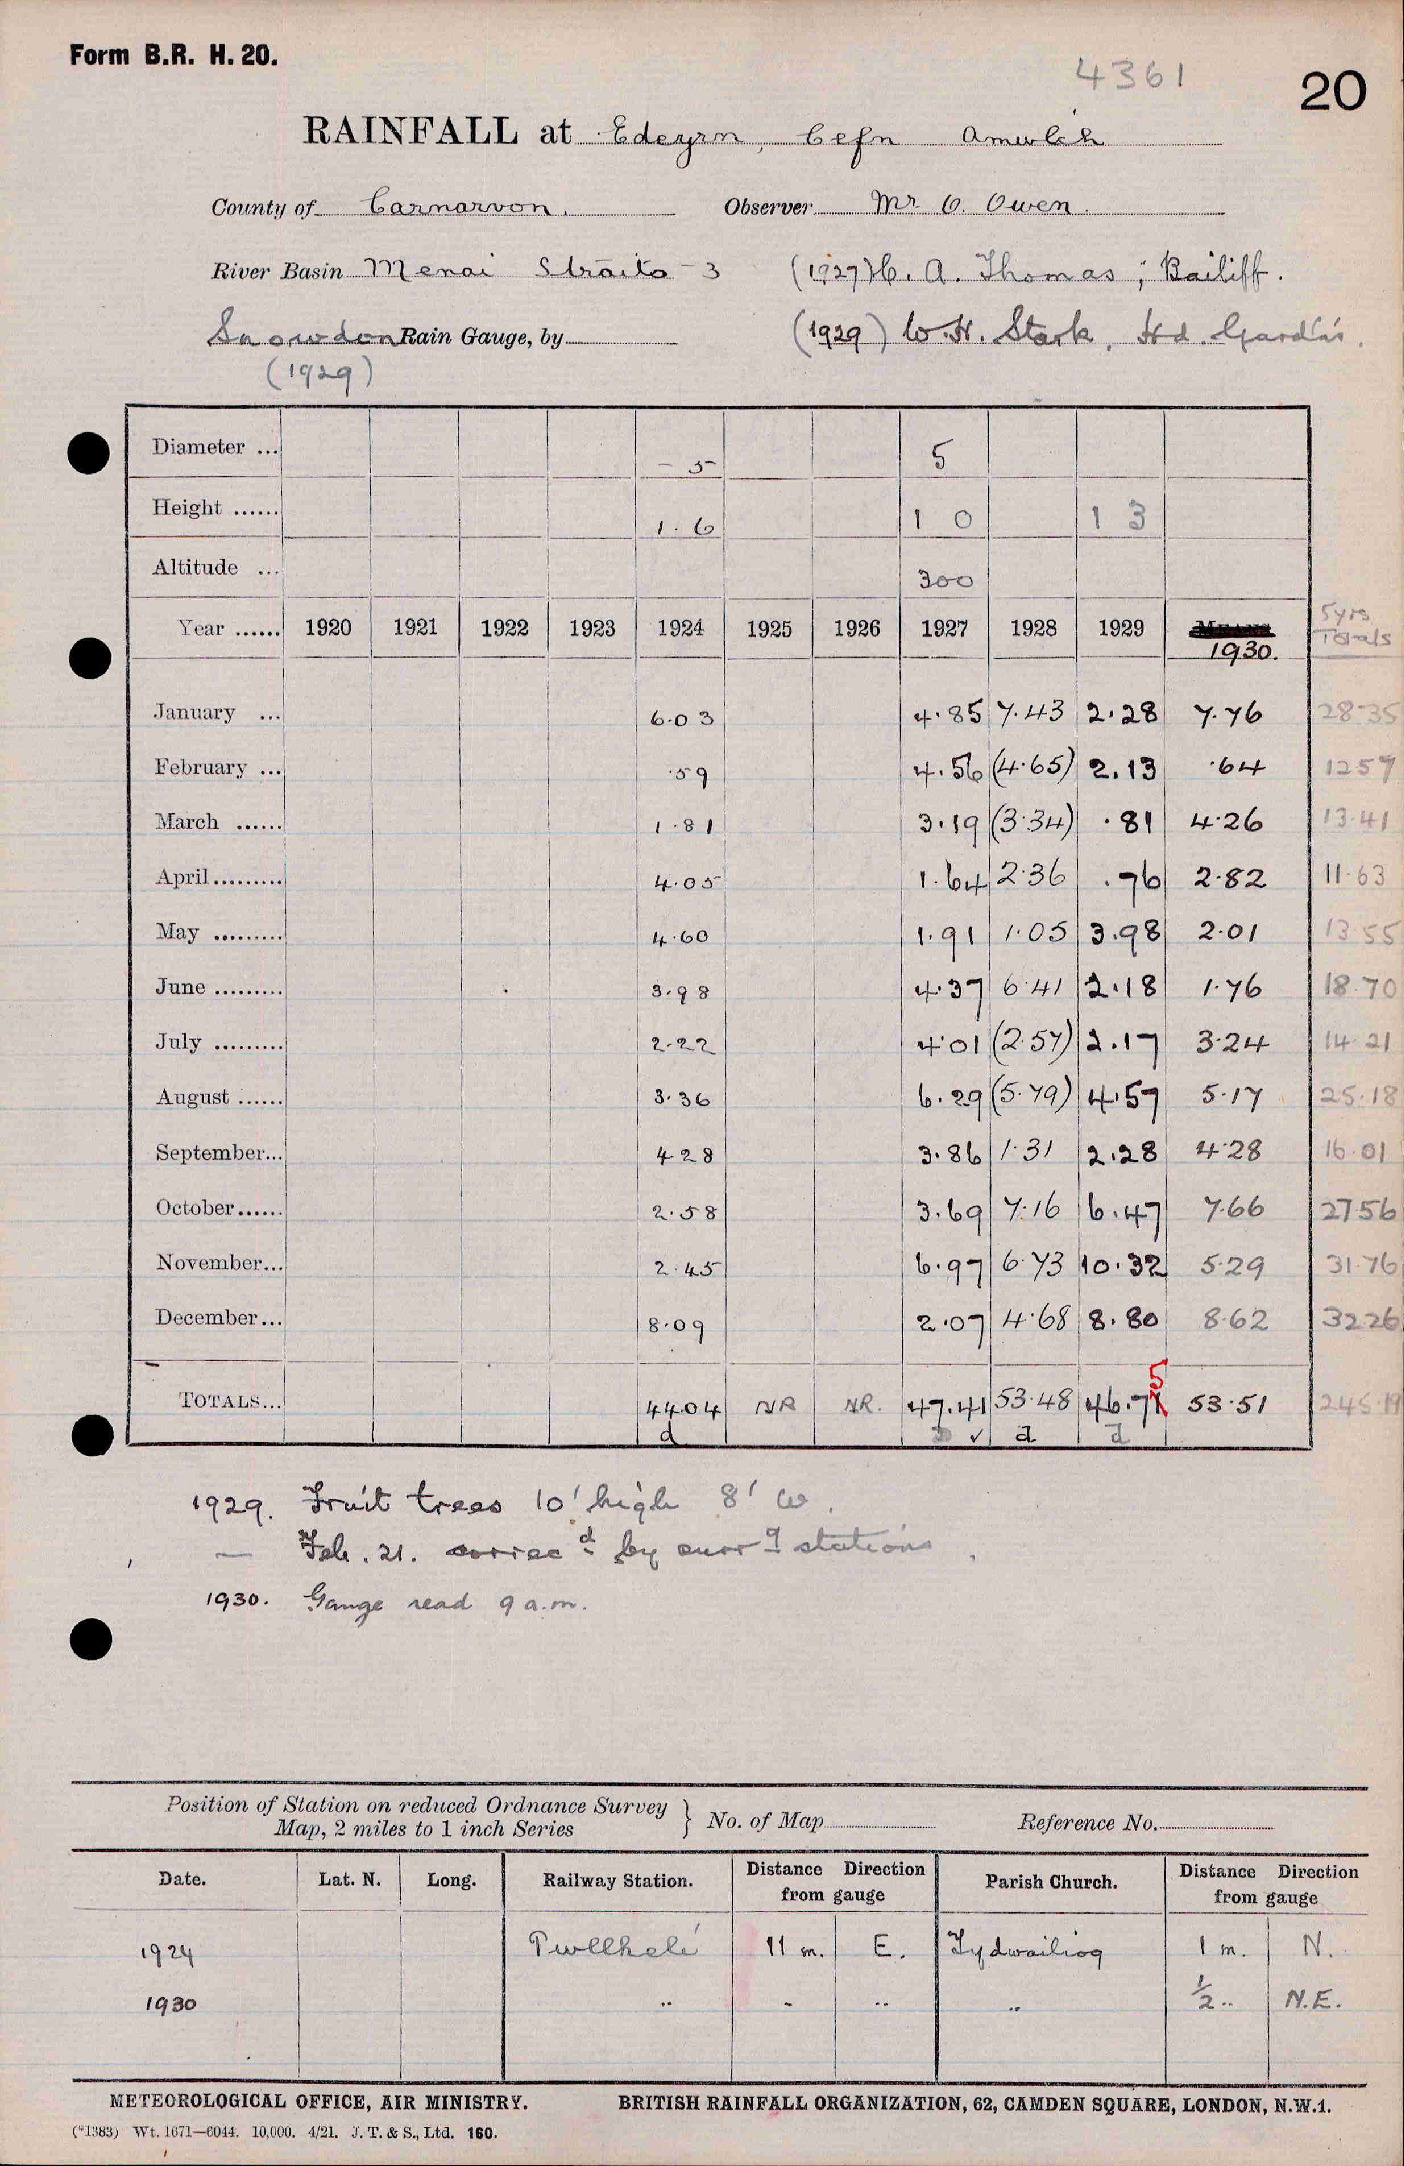 Form B.R. H. 20.
4361
20
RAINFALL at Edeyrn, Cefn Amwlch
County of Carnarvon. Observer Mr O. Owen.
River Basin Menai Straits 3 (1927) C. A. Thomas; Bailiff.
Snowdon Rain Gauge, by (1929) W. H. Stark, Hd. Gard'n'r.
(1929)
Diameter ... 5 5
Height ...... 1.6 1 0 1 3
Altitude ... 300
Year ...... 1920 1921 1922 1923 1924 1925 1926 1927 1928 1929 1930. 5yrs Totals
January ... 6.03 4.85 7.43 2.28 7.76 28.35
February ... .59 4.56 (4.65) 2.13 .64 12 57
March ...... 1.81 3.19 (3.34) .81 4.26 13.41
April ......... 4.05 1.64 2.36 .76 2.82 11.63
May ......... 4.60 1.91 1.05 3.98 2.01 13 55
June ......... 3.98 4.37 6.41 2.18 1.76 18.70
July ......... 2.22 4.01 (2.57) 2.17 3.24 14 21
August ...... 3.36 6.29 (5.79) 4.57 5.17 25.18
September... 4 28 3.86 1.31 2.28 4.28 16.01
October...... 2.58 3.69 7.16 6.47 7.66 27.56
November... 2.45 6.97 6.73 10.32 5.29 31.76
December... 8.09 2.07 4.68 8.80 8.62 32.26
5
TOTALS... 44 04 NR NR. 47.41 53.48 46.71 53.51 245.19
d ✓ d d
1929. Fruit trees 10' high 8' W.
— Feb. 21. correcd by surrg stations.
1930. Gauge read 9 a.m.
Position of Station on reduced Ordnance Survey Map, 2 miles to 1 inch Series } No. of Map Reference No.
Date. Lat. N. Long. Railway Station. Distance Direction from gauge Parish Church. Distance Direction from gauge
1924 Pwllheli 11 m. E. Tydweiliog 1 m. N.
1930 " - " " 1/2 " N.E.
METEOROLOGICAL OFFICE, AIR MINISTRY. BRITISH RAINFALL ORGANIZATION, 62, CAMDEN SQUARE, LONDON, N.W.1.
(*1383) Wt. 1671—6044. 10,000. 4/21. J. T. & S., Ltd. 160.